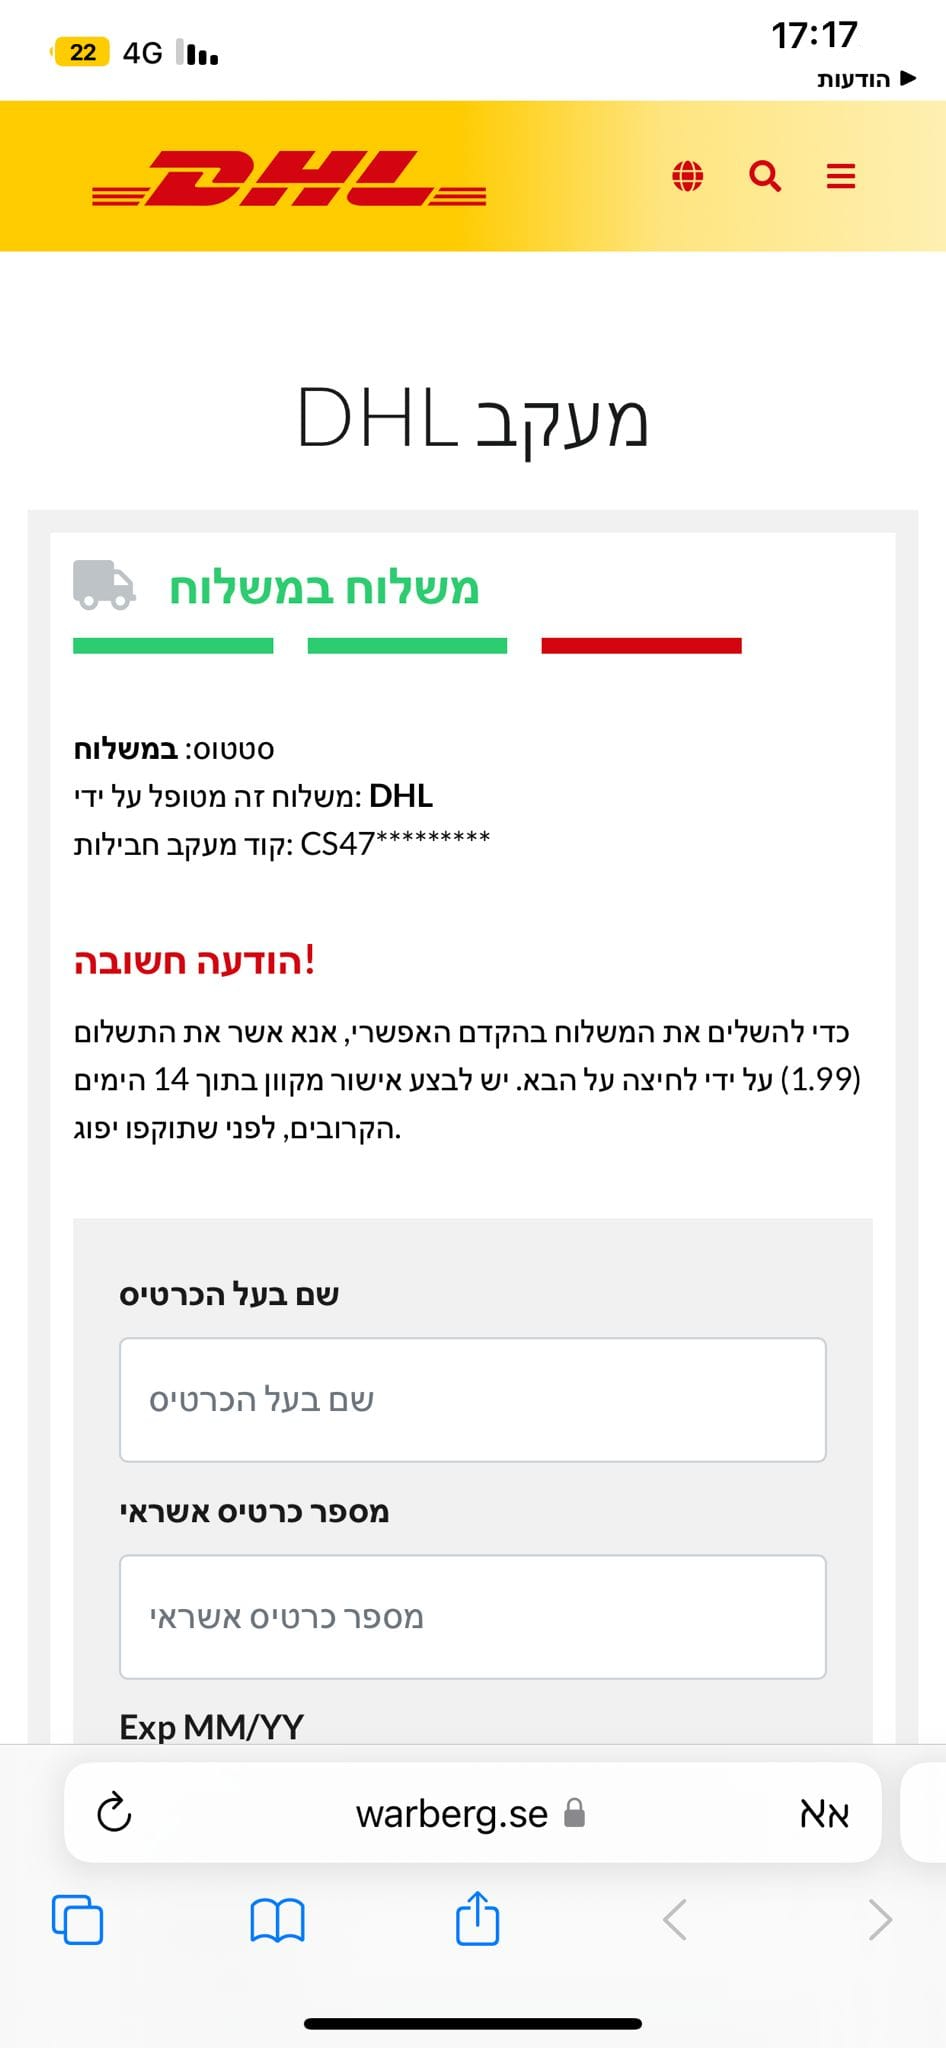 22 4G 17:17
הודעות
DHL
מעקב DHL
משלוח במשלוח
סטטוס: במשלוח
משלוח זה מטופל על ידי: DHL
קוד מעקב חבילות: CS47*********
הודעה חשובה!
כדי להשלים את המשלוח בהקדם האפשרי, אנא אשר את התשלום
(1.99) על ידי לחיצה על הבא. יש לבצע אישור מקוון בתוך 14 הימים
הקרובים, לפני שתוקפו יפוג.
שם בעל הכרטיס
שם בעל הכרטיס
מספר כרטיס אשראי
מספר כרטיס אשראי
Exp MM/YY
warberg.se
אא